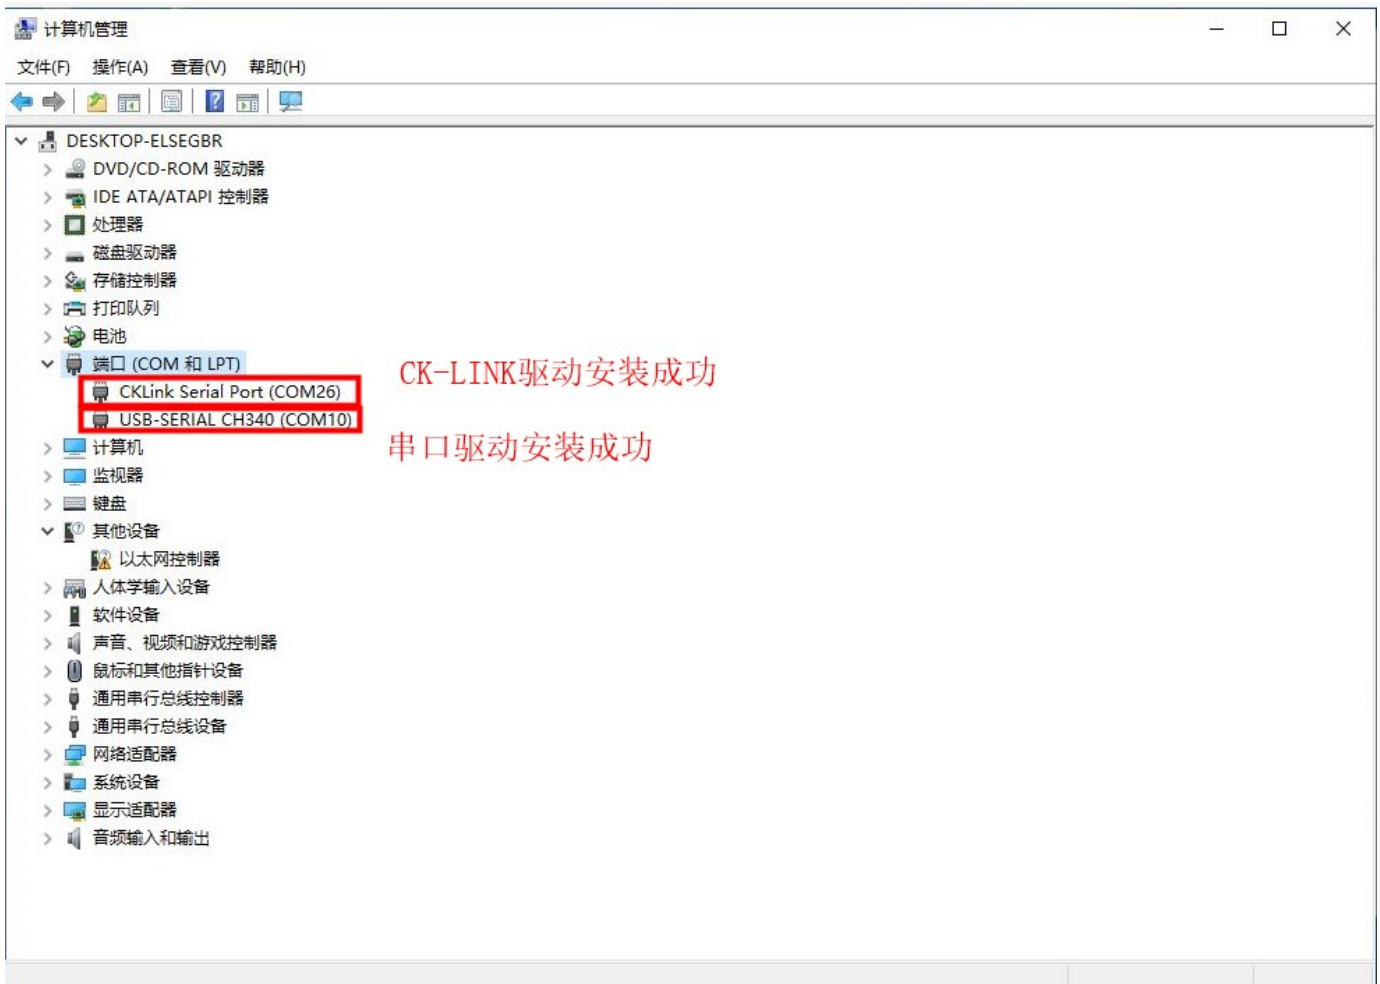 计算机管理
文件(F) 操作(A) 查看(V) 帮助(H)
DESKTOP-ELSEGBR
DVD/CD-ROM 驱动器
IDE ATA/ATAPI 控制器
处理器
磁盘驱动器
存储控制器
打印队列
电池
端口 (COM 和 LPT)
CK-LINK驱动安装成功
CKLink Serial Port (COM26)
USB-SERIAL CH340 (COM10)
串口驱动安装成功
计算机
监视器
键盘
其他设备
以太网控制器
人体学输入设备
软件设备
声音、视频和游戏控制器
鼠标和其他指针设备
通用串行总线控制器
通用串行总线设备
网络适配器
系统设备
显示适配器
音频输入和输出